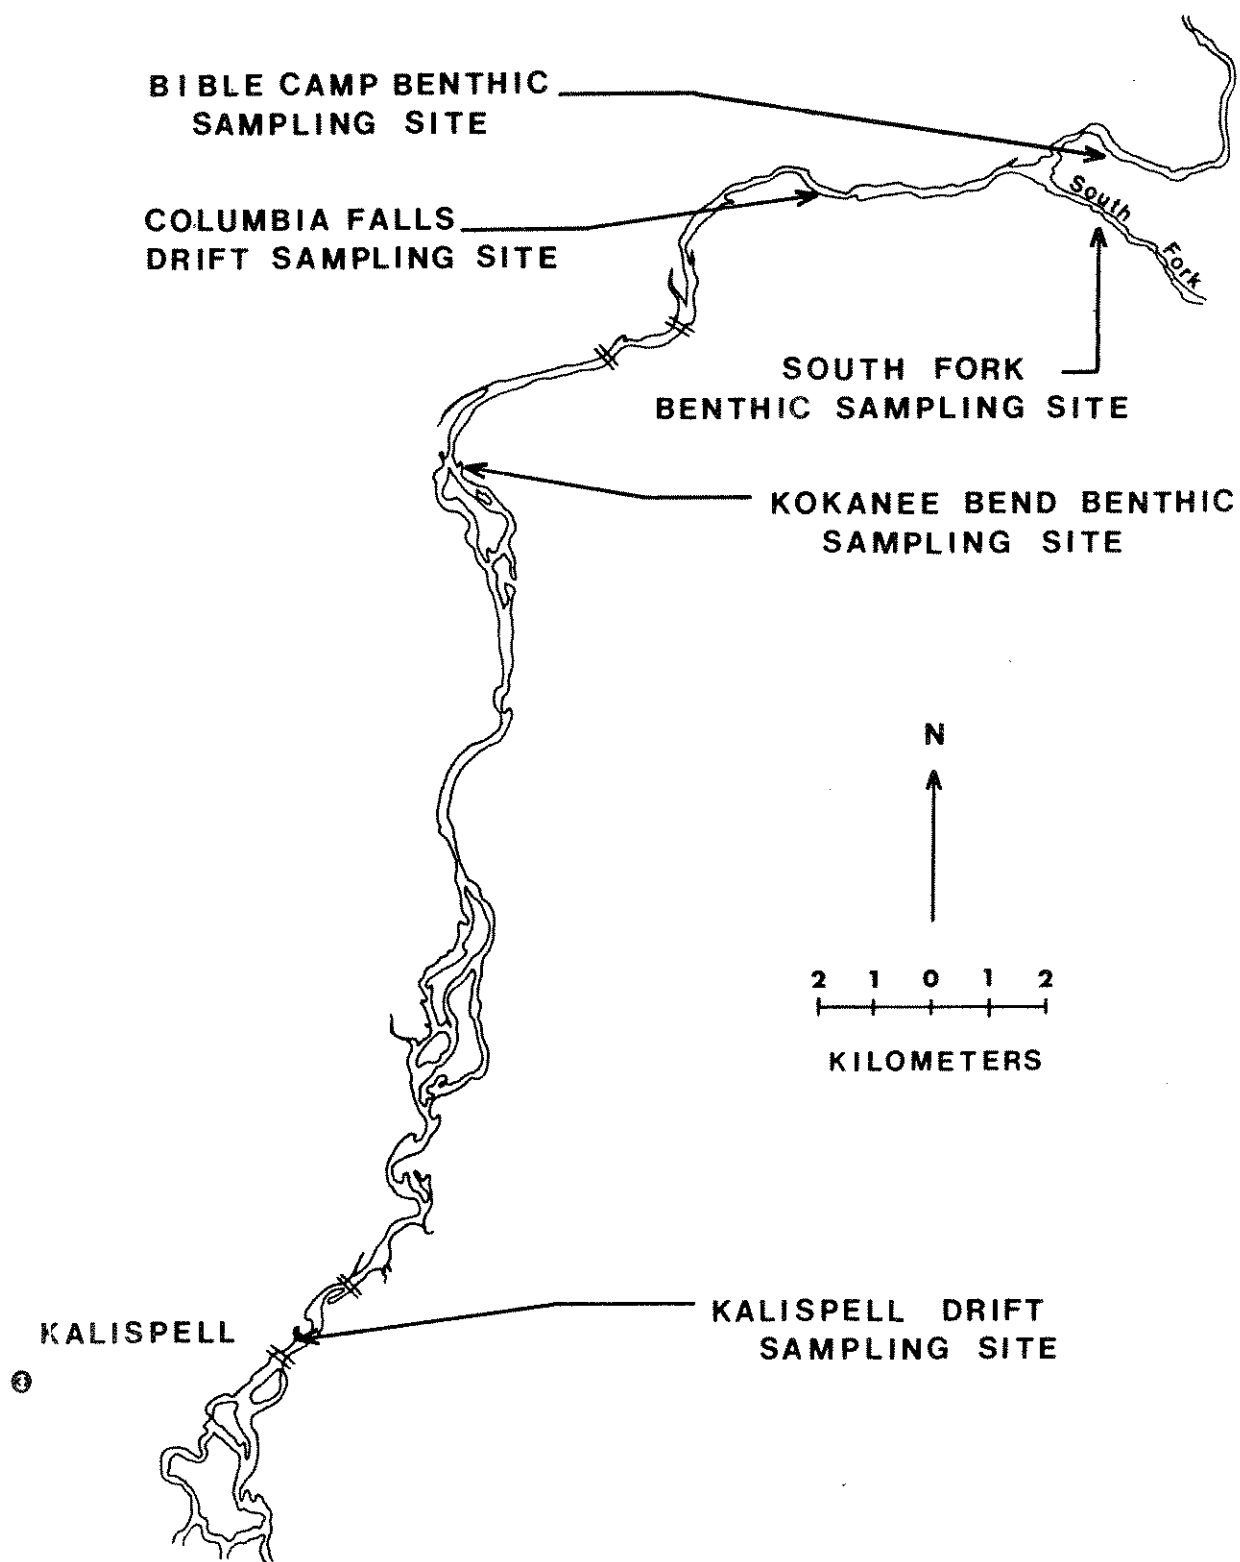 BIBLE CAMP BENTHIC
SAMPLING SITE
COLUMBIA FALLS
DRIFT SAMPLING SITE
South
Fork
SOUTH FORK
BENTHIC SAMPLING SITE
KOKANEE BEND BENTHIC
SAMPLING SITE
N
2 1 0 1 2
KILOMETERS
KALISPELL DRIFT
SAMPLING SITE
KALISPELL